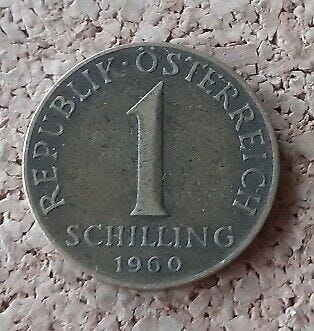 REPUBLIK·ÖSTERREICH
1
SCHILLING
1960